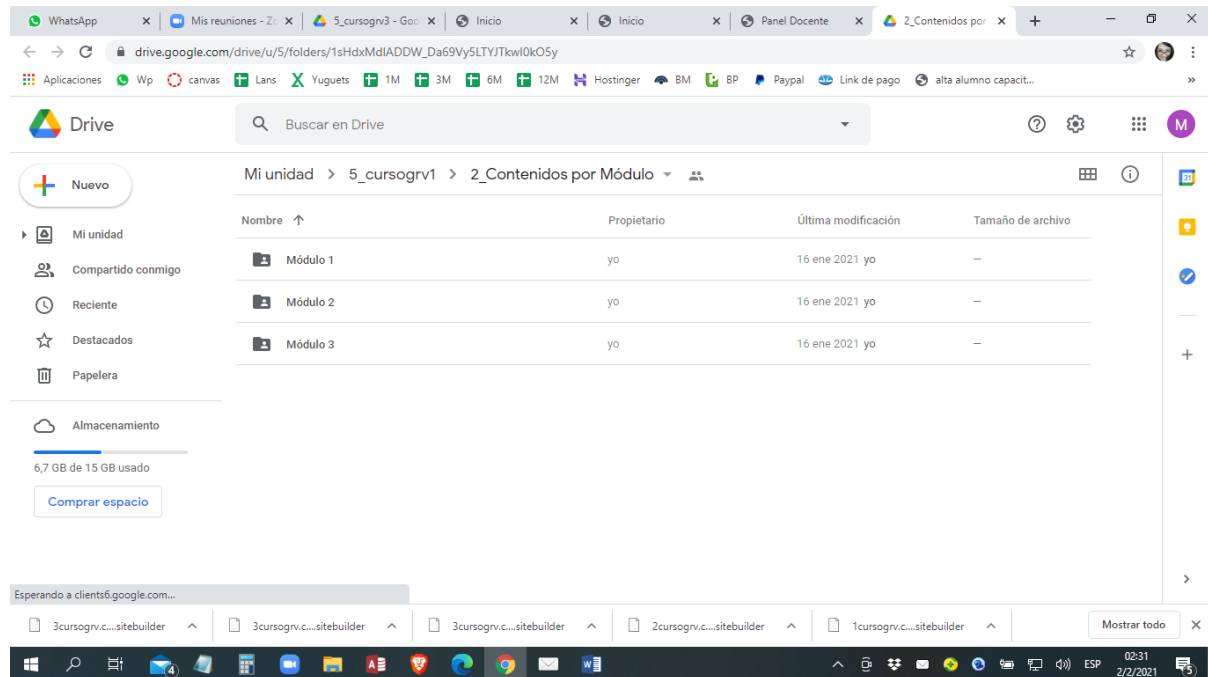 WhatsApp
Mis reuniones - Zo
5_cursogrv3 - Goo
Inicio
Inicio
Panel Docente
2_Contenidos por
drive.google.com/drive/u/5/folders/1sHdxMdIADDW_Da69Vy5LTYJTkwI0kO5y
Aplicaciones Wp canvas Lans Yuguets 1M 3M 6M 12M Hostinger BM BP Paypal Link de pago alta alumno capacit... »
Drive
Buscar en Drive
M
Nuevo
Mi unidad
Compartido conmigo
Reciente
Destacados
Papelera
Almacenamiento
6,7 GB de 15 GB usado
Comprar espacio
Mi unidad > 5_cursogrv1 > 2_Contenidos por Módulo
Nombre Propietario Última modificación Tamaño de archivo
Módulo 1 yo 16 ene 2021 yo —
Módulo 2 yo 16 ene 2021 yo —
Módulo 3 yo 16 ene 2021 yo —
31
Esperando a clients6.google.com...
3cursogrv.c....sitebuilder
3cursogrv.c....sitebuilder
3cursogrv.c....sitebuilder
2cursogrv.c....sitebuilder
1cursogrv.c....sitebuilder
Mostrar todo
4
ESP
02:31
2/2/2021
5